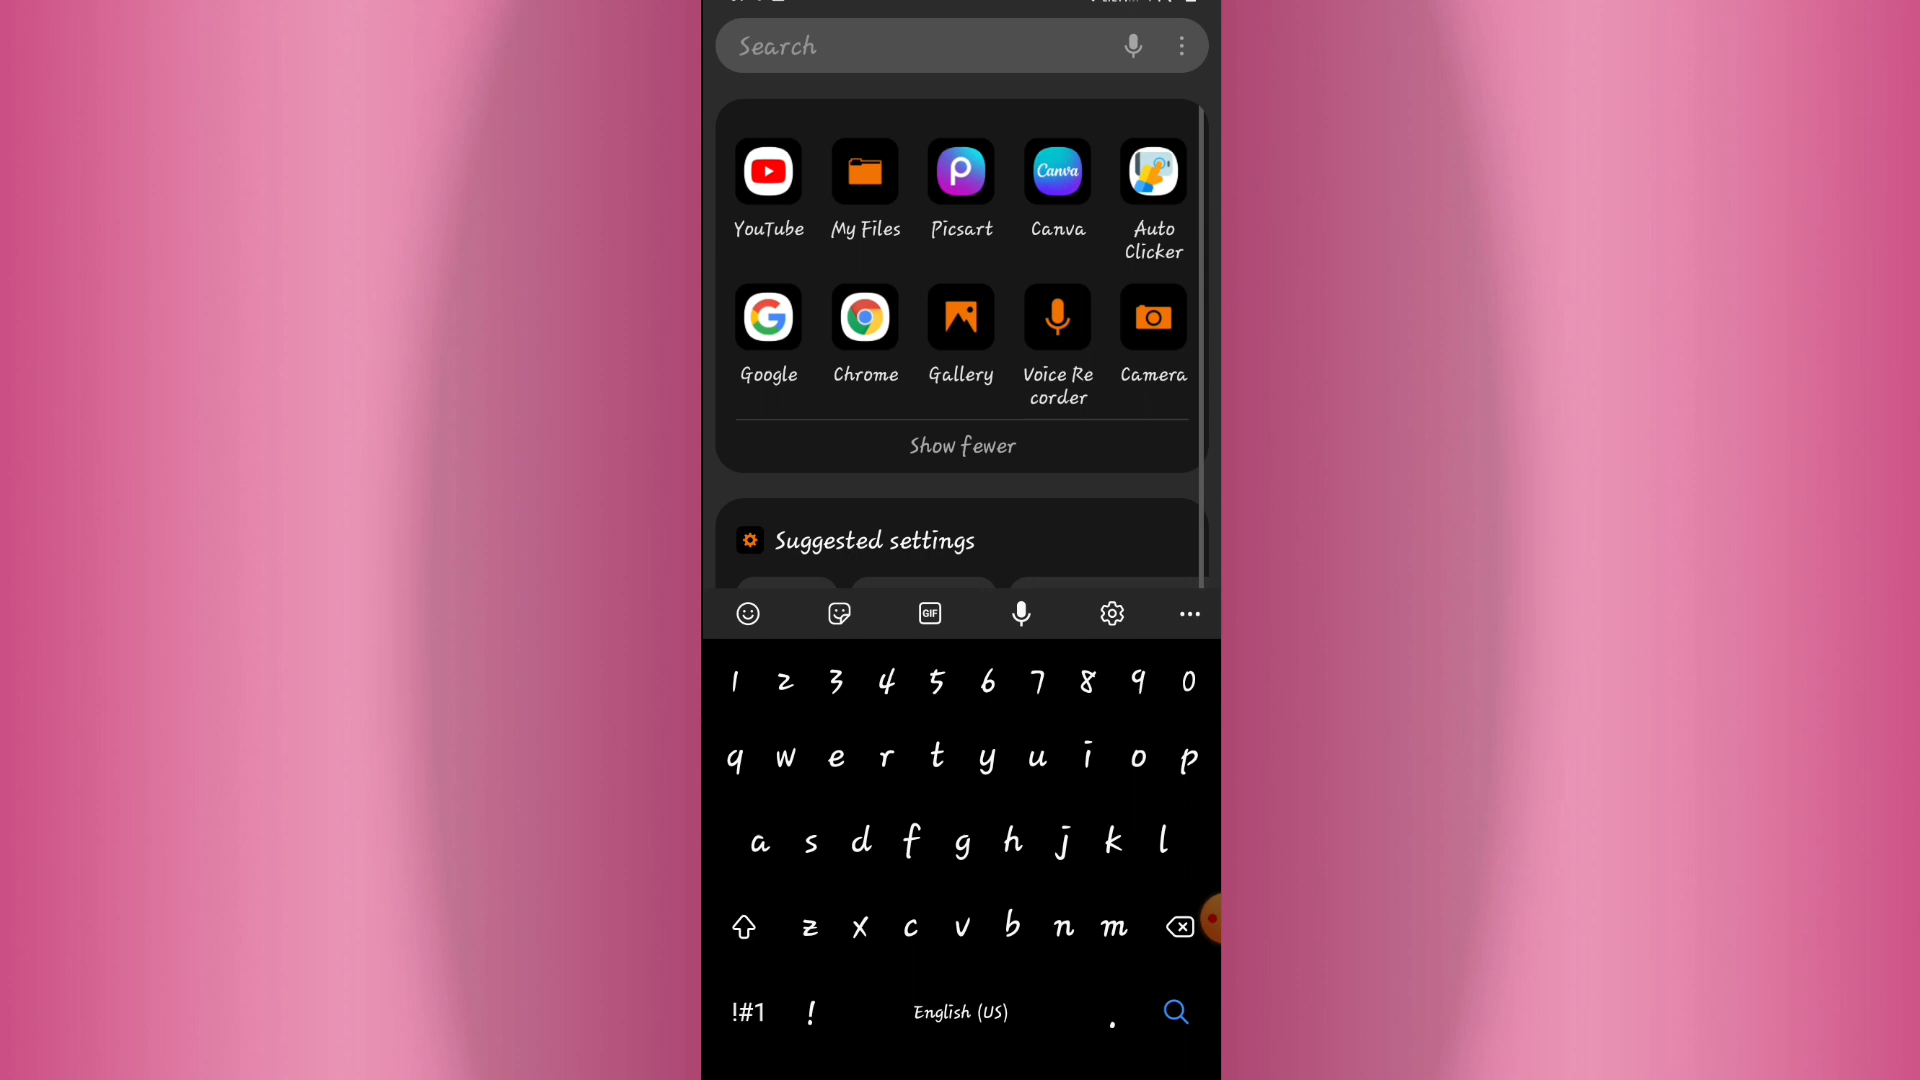 Search
Canva
YouTube My Files Picsart Canva Auto
Clicker
Google Chrome Gallery Voice Re Camera
corder
Show fewer
Suggested settings
GIF
1 2 3 4 5 6 7 8 9 0
q w e r t y u i o p
a s d f g h j k l
z x c v b n m
!#1 ! English (US) .